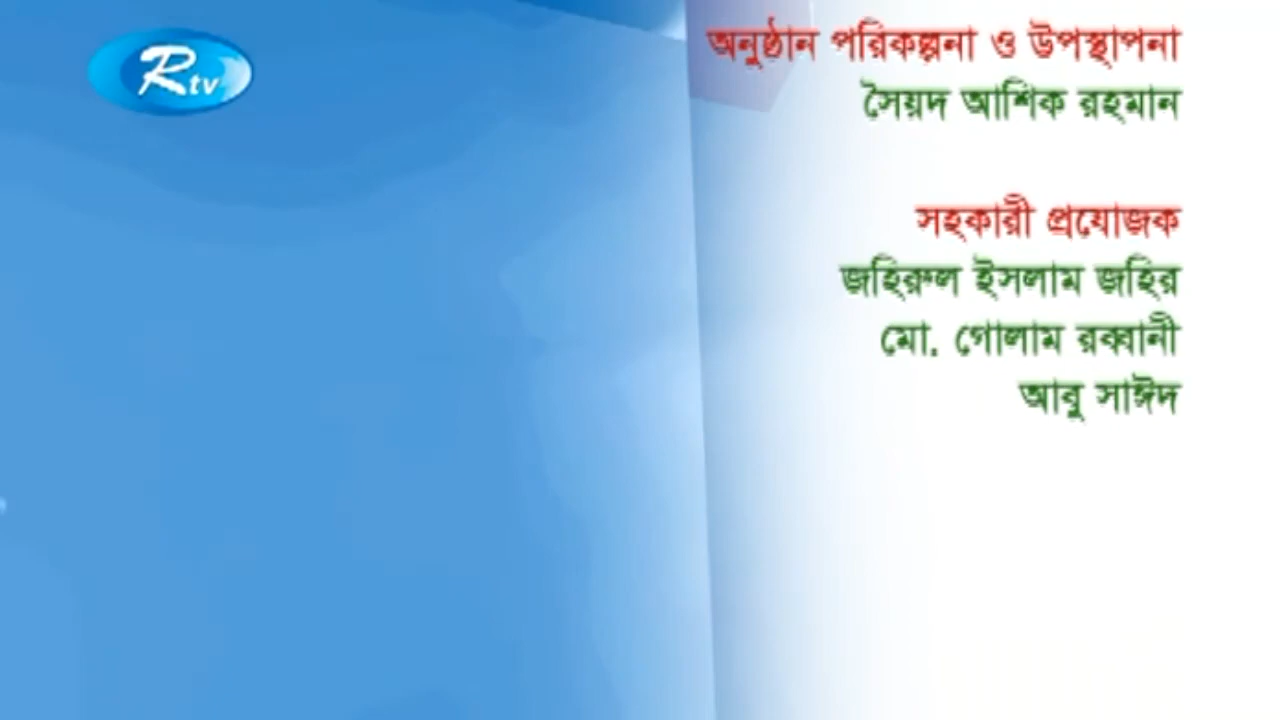 Rtv
অনুষ্ঠান পরিকল্পনা ও উপস্থাপনা
সৈয়দ আশিক রহমান
সহকারী প্রযোজক
জহিরুল ইসলাম জহির
মো. গোলাম রব্বানী
আবু সাঈদ